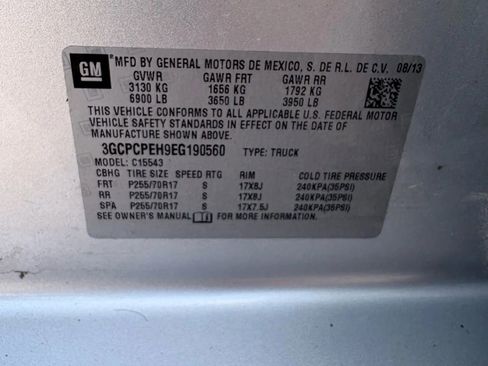 GM MFD BY GENERAL MOTORS DE MEXICO, S. DE R.L. DE C.V. 08/13
GVWR GAWR FRT GAWR RR
3130 KG 1656 KG 1792 KG
6900 LB 3650 LB 3950 LB
THIS VEHICLE CONFORMS TO ALL APPLICABLE U.S. FEDERAL MOTOR
VEHICLE SAFETY STANDARDS IN EFFECT ON THE DATE OF
MANUFACTURE SHOWN ABOVE.
3GCPCPEH9EG190560 TYPE: TRUCK
MODEL: C15543
CBHG TIRE SIZE SPEED RTG RIM COLD TIRE PRESSURE
FRT P255/70R17 S 17X8J 240KPA(35PSI)
RR P255/70R17 S 17X8J 240KPA(35PSI)
SPA P255/70R17 S 17X7.5J 240KPA(35PSI)
SEE OWNER'S MANUAL FOR MORE INFORMATION.